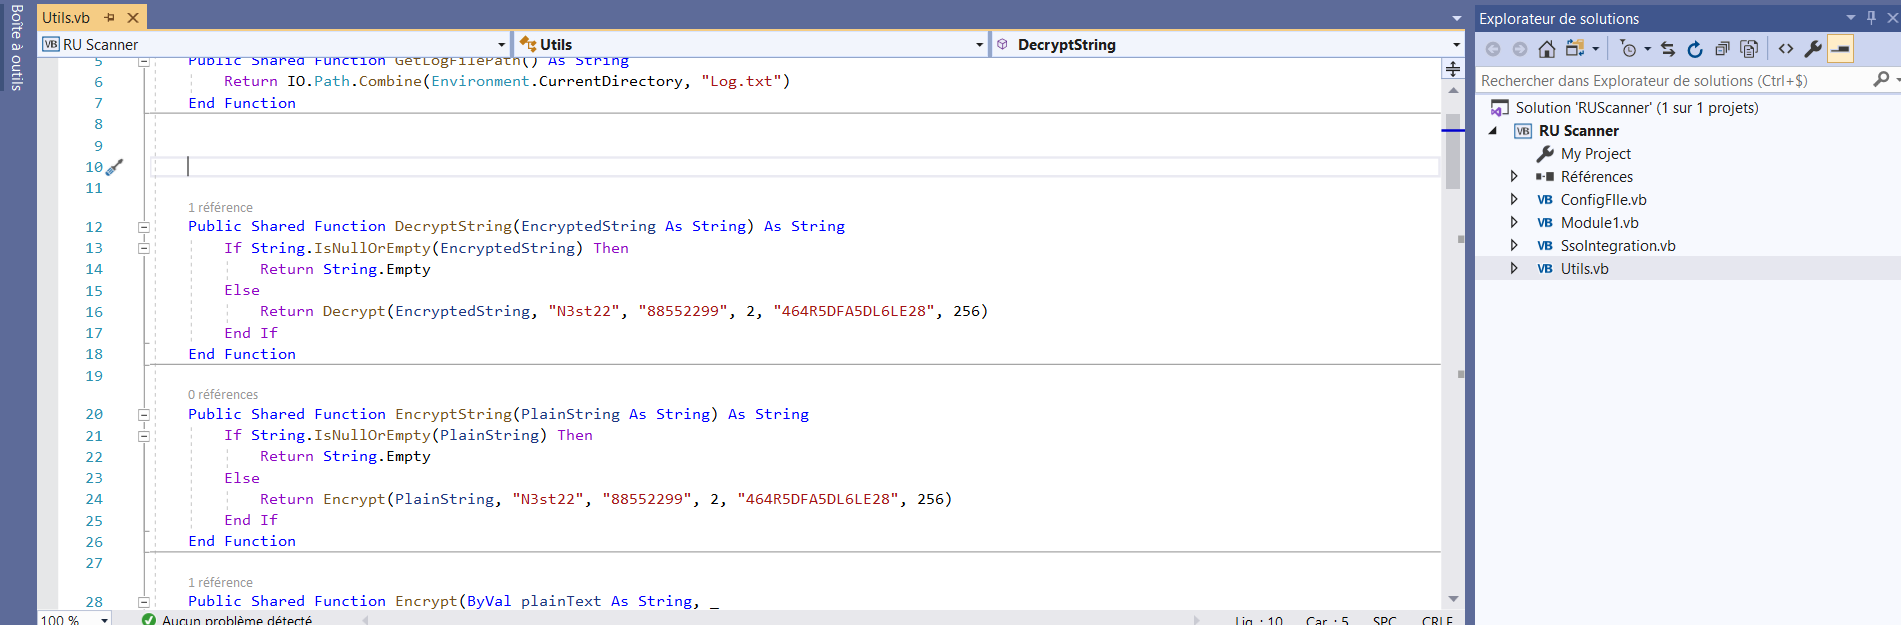 Boîte à outils
Utils.vb
RU Scanner
Utils
DecryptString
5 Public Shared Function GetLogFilePath() As String
6 Return IO.Path.Combine(Environment.CurrentDirectory, "Log.txt")
7 End Function
8
9
10
11
1 référence
12 Public Shared Function DecryptString(EncryptedString As String) As String
13 If String.IsNullOrEmpty(EncryptedString) Then
14 Return String.Empty
15 Else
16 Return Decrypt(EncryptedString, "N3st22", "88552299", 2, "464R5DFA5DL6LE28", 256)
17 End If
18 End Function
19
0 références
20 Public Shared Function EncryptString(PlainString As String) As String
21 If String.IsNullOrEmpty(PlainString) Then
22 Return String.Empty
23 Else
24 Return Encrypt(PlainString, "N3st22", "88552299", 2, "464R5DFA5DL6LE28", 256)
25 End If
26 End Function
27
1 référence
28 Public Shared Function Encrypt(ByVal plainText As String, _
100 %
Aucun problème détecté
Lig : 10
Car : 5
SPC
CRLF
Explorateur de solutions
Rechercher dans Explorateur de solutions (Ctrl+$)
Solution 'RUScanner' (1 sur 1 projets)
VB RU Scanner
My Project
Références
VB ConfigFIle.vb
VB Module1.vb
VB SsoIntegration.vb
VB Utils.vb